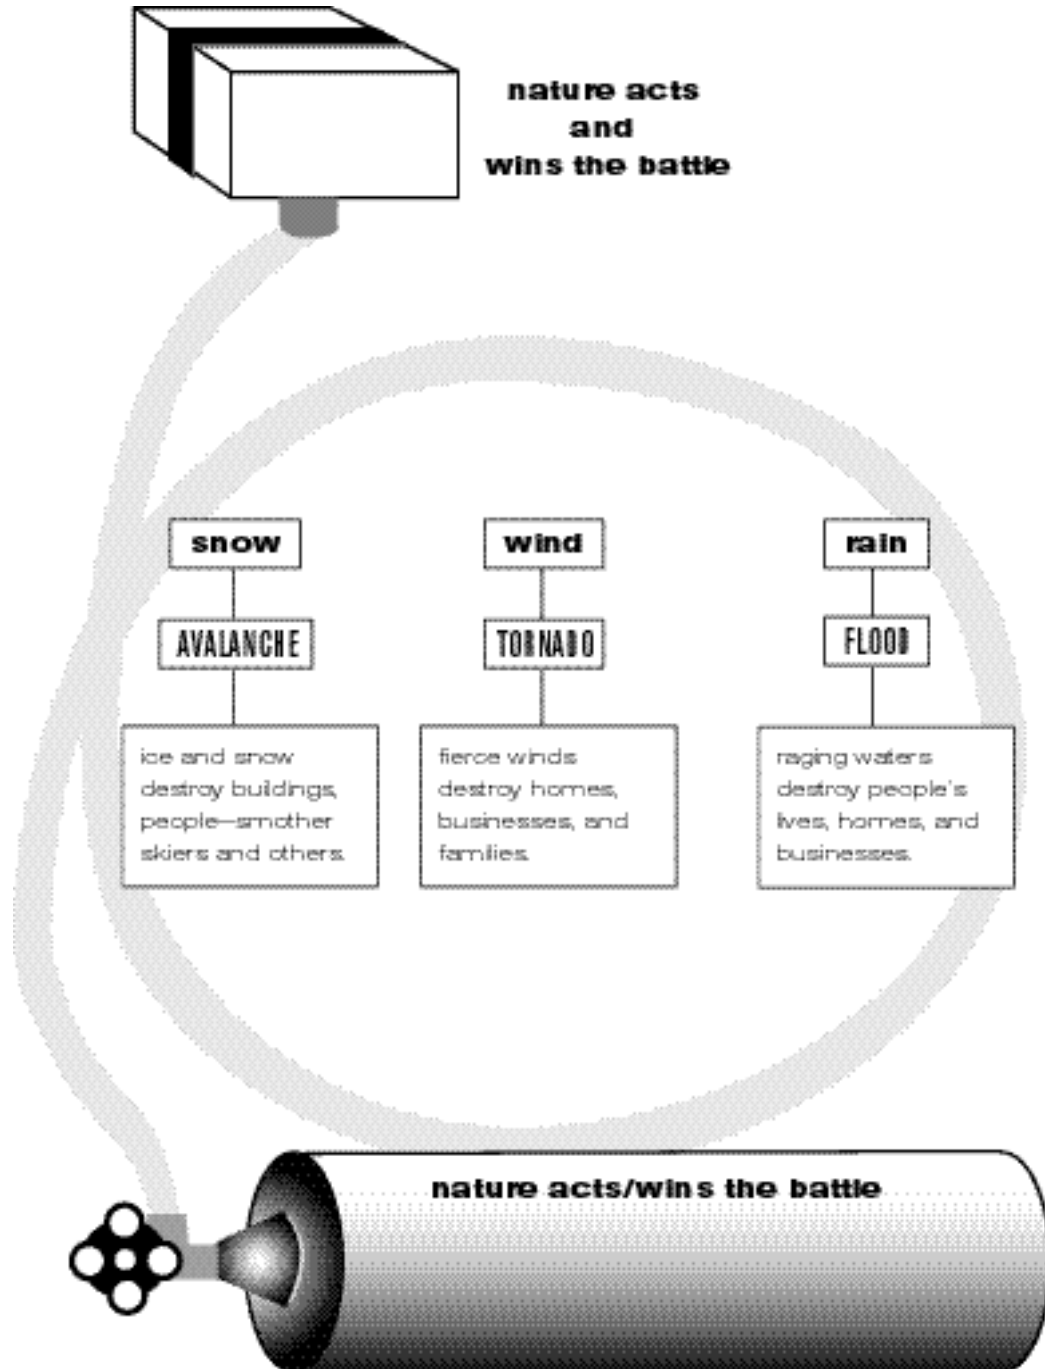 nature acts
and
wins the battle
snow
wind
rain
AVALANCHE
TORNADO
FLOOD
ice and snow
destroy buildings,
people—smother
skiers and others.
fierce winds
destroy homes,
businesses, and
families.
raging waters
destroy people's
lives, homes, and
businesses.
nature acts/wins the battle